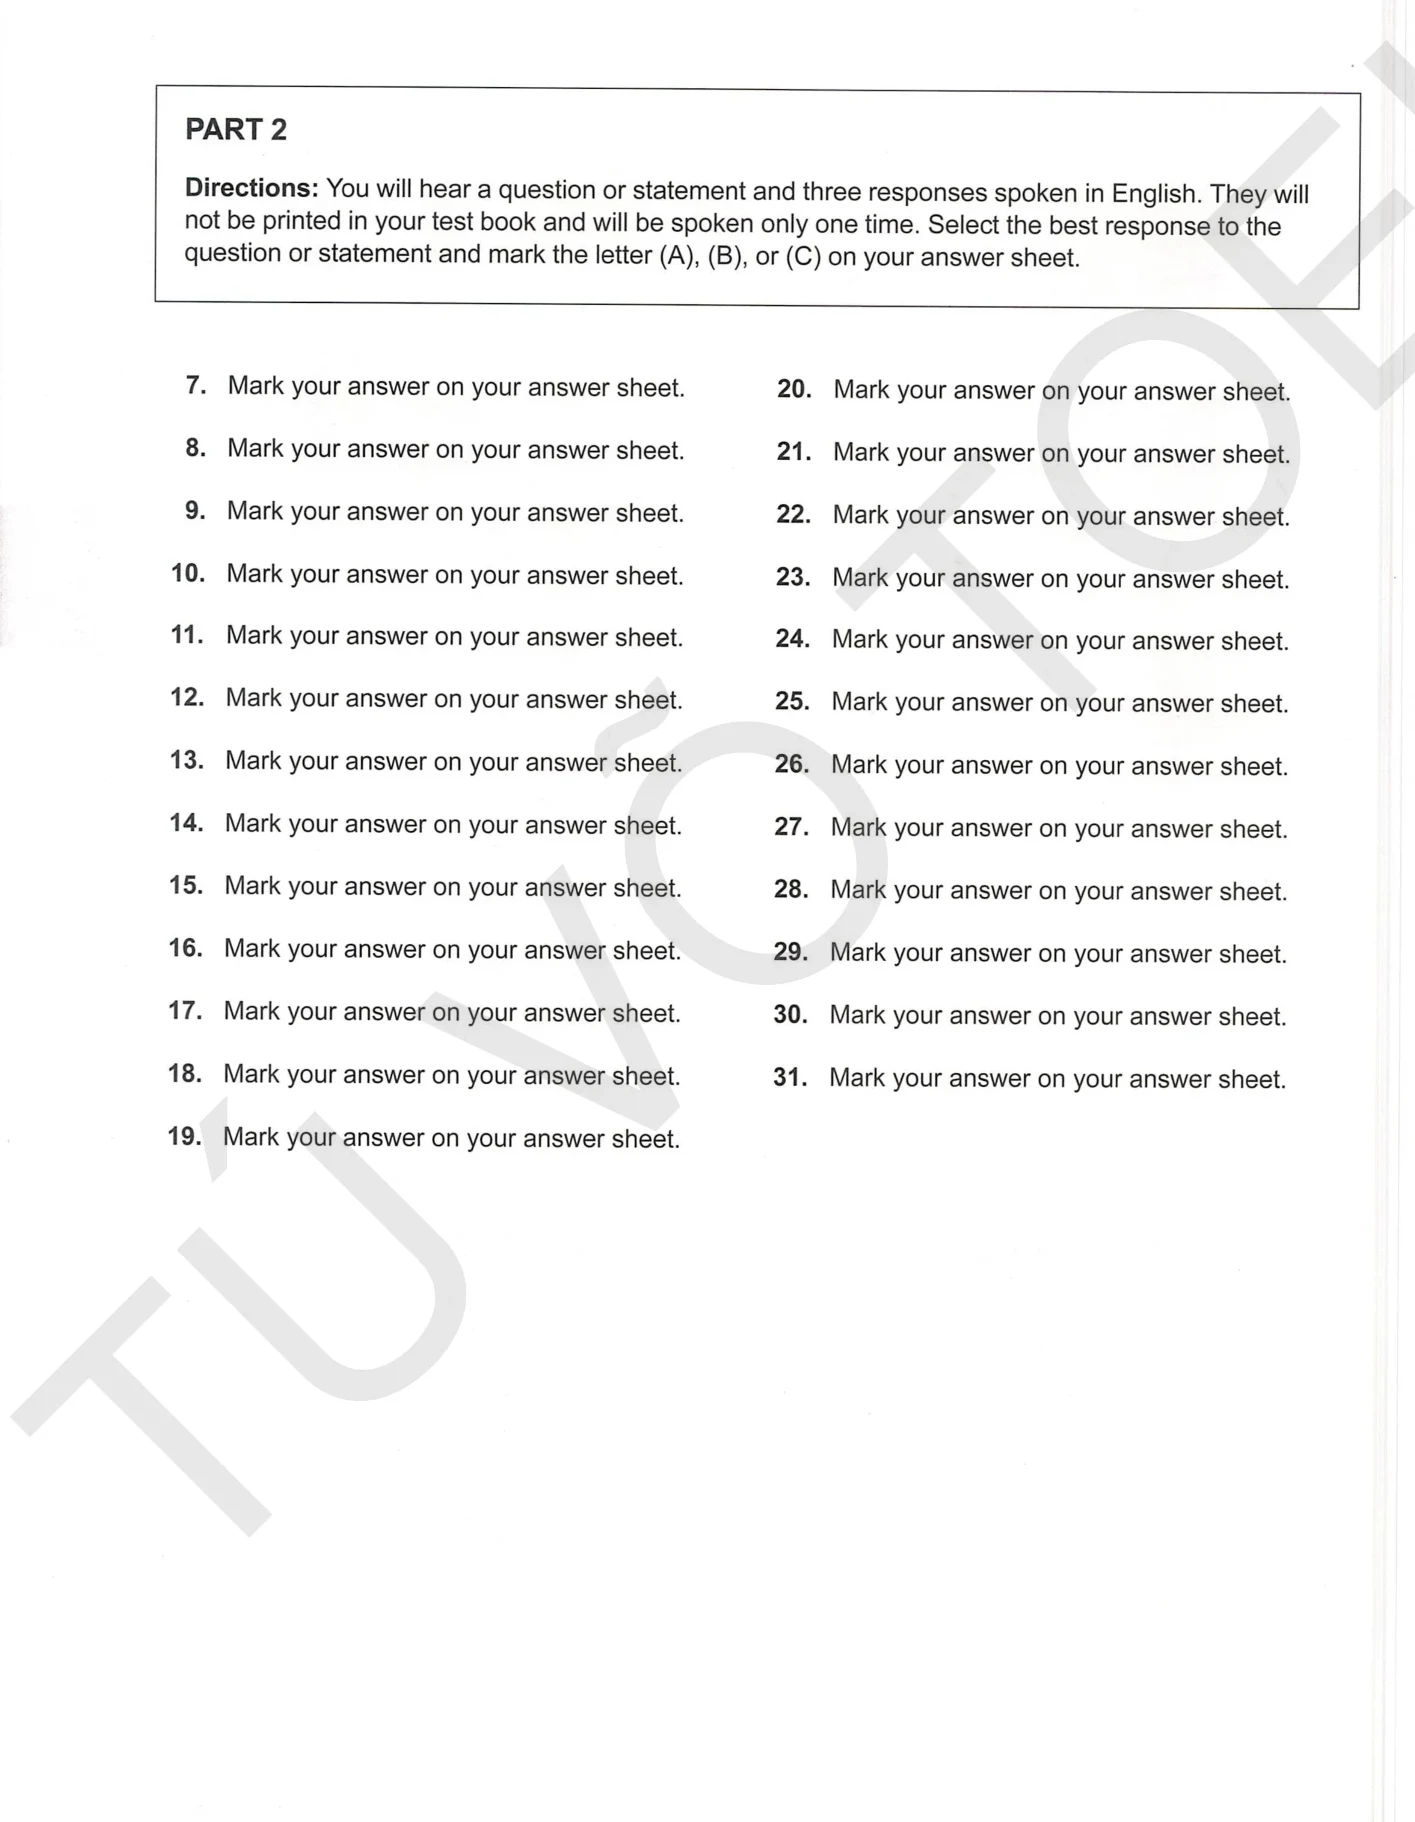 PART 2
Directions: You will hear a question or statement and three responses spoken in English. They will
not be printed in your test book and will be spoken only one time. Select the best response to the
question or statement and mark the letter (A), (B), or (C) on your answer sheet.
7. Mark your answer on your answer sheet.
8. Mark your answer on your answer sheet.
9. Mark your answer on your answer sheet.
10. Mark your answer on your answer sheet.
11. Mark your answer on your answer sheet.
12. Mark your answer on your answer sheet.
13. Mark your answer on your answer sheet.
14. Mark your answer on your answer sheet.
15. Mark your answer on your answer sheet.
16. Mark your answer on your answer sheet.
17. Mark your answer on your answer sheet.
18. Mark your answer on your answer sheet.
19. Mark your answer on your answer sheet.
20. Mark your answer on your answer sheet.
21. Mark your answer on your answer sheet.
22. Mark your answer on your answer sheet.
23. Mark your answer on your answer sheet.
24. Mark your answer on your answer sheet.
25. Mark your answer on your answer sheet.
26. Mark your answer on your answer sheet.
27. Mark your answer on your answer sheet.
28. Mark your answer on your answer sheet.
29. Mark your answer on your answer sheet.
30. Mark your answer on your answer sheet.
31. Mark your answer on your answer sheet.
TÚ VÕ TOE